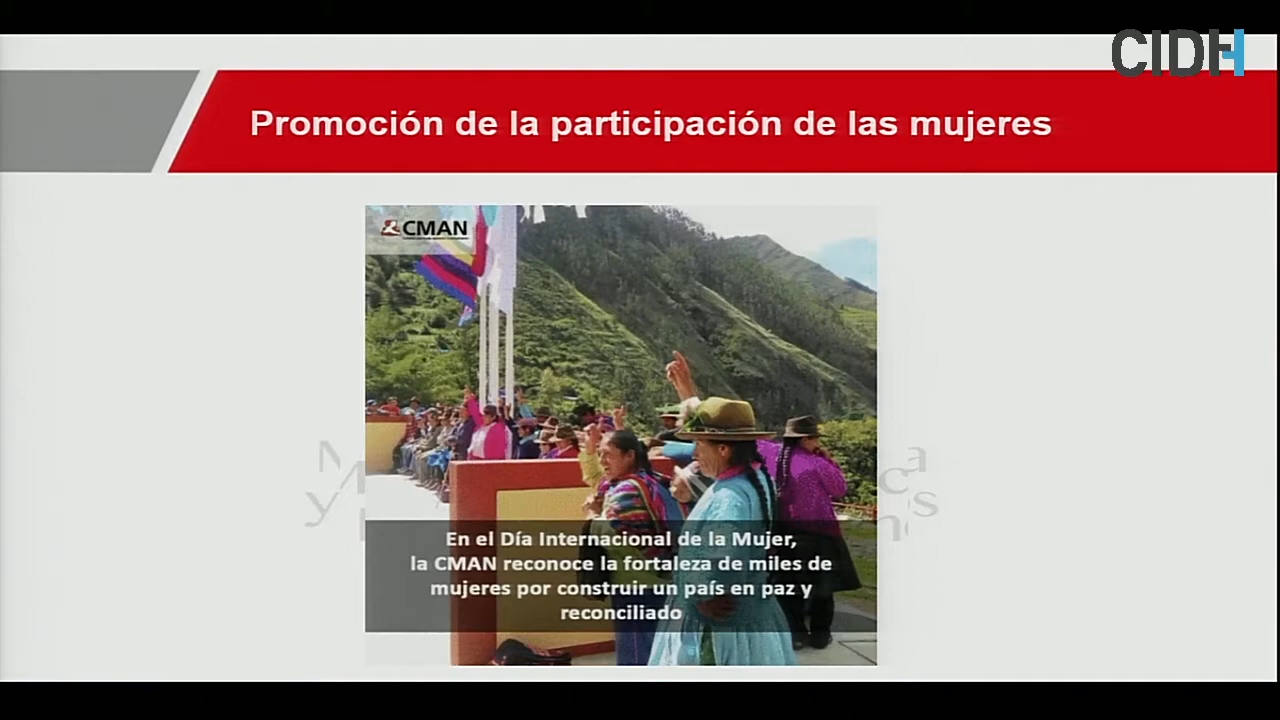 CIDH
Promoción de la participación de las mujeres
CMAN
En el Día Internacional de la Mujer,
la CMAN reconoce la fortaleza de miles de
mujeres por construir un país en paz y
reconciliado